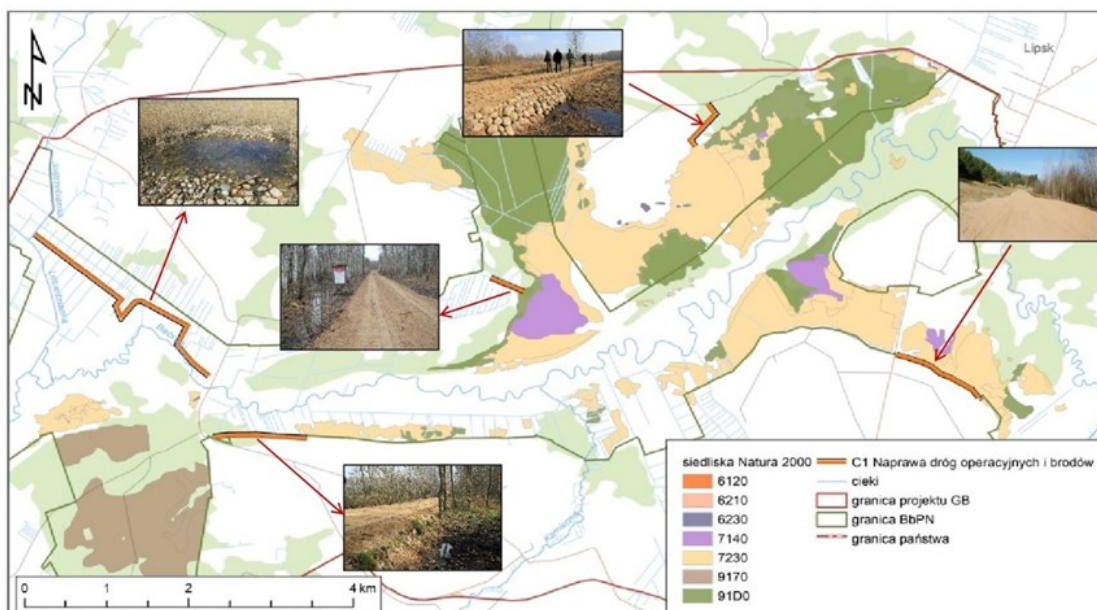 Lipsk
siedliska Natura 2000
6120
6210
6230
7140
7230
9170
91D0
C1 Naprawa dróg operacyjnych i brodów
cieki
granica projektu GB
granica BbPN
granica państwa
0 2 4 km
N